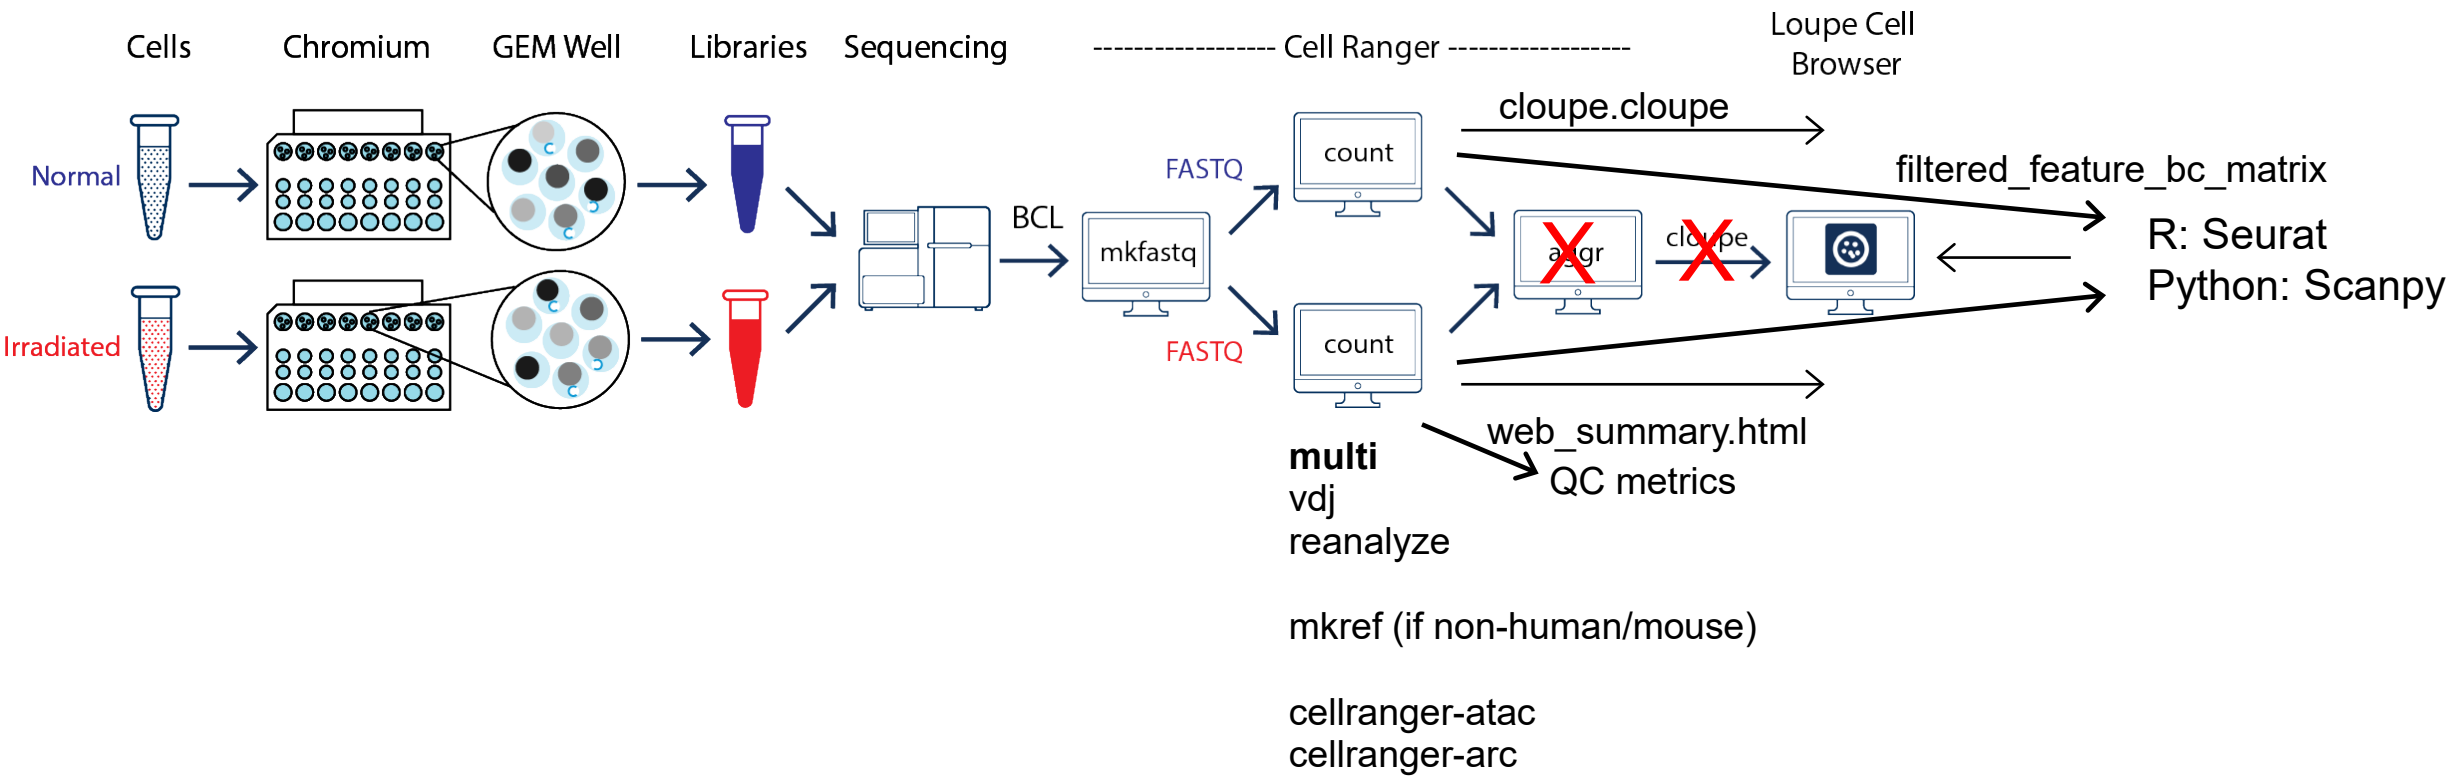 Cells
Chromium
GEM Well
Libraries
Sequencing
------------------ Cell Ranger ------------------
Loupe Cell
Browser
Normal
Irradiated
BCL
mkfastq
FASTQ
FASTQ
count
count
cloupe.cloupe
filtered_feature_bc_matrix
aggr
X
cloupe
X
R: Seurat
Python: Scanpy
web_summary.html
QC metrics
multi
vdj
reanalyze
mkref (if non-human/mouse)
cellranger-atac
cellranger-arc